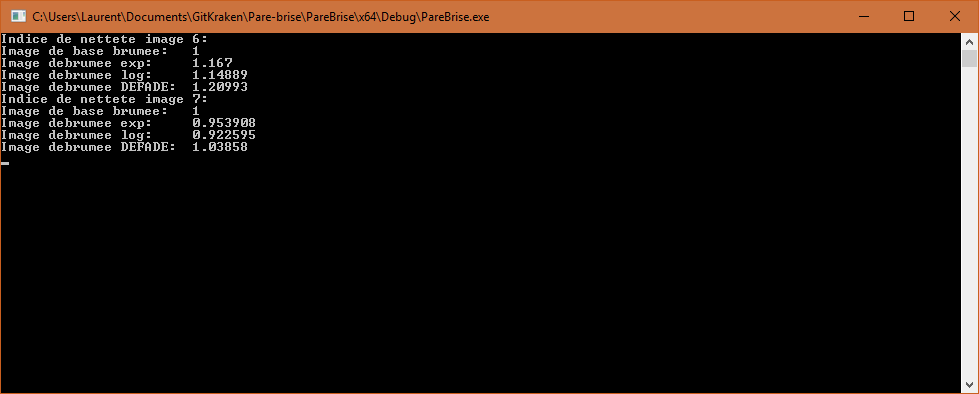 C:\Users\Laurent\Documents\GitKraken\Pare-brise\PareBrise\x64\Debug\PareBrise.exe
Indice de nettete image 6:
Image de base brumee: 1
Image debrumee exp: 1.167
Image debrumee log: 1.14889
Image debrumee DEFADE: 1.20993
Indice de nettete image 7:
Image de base brumee: 1
Image debrumee exp: 0.953908
Image debrumee log: 0.922595
Image debrumee DEFADE: 1.03858